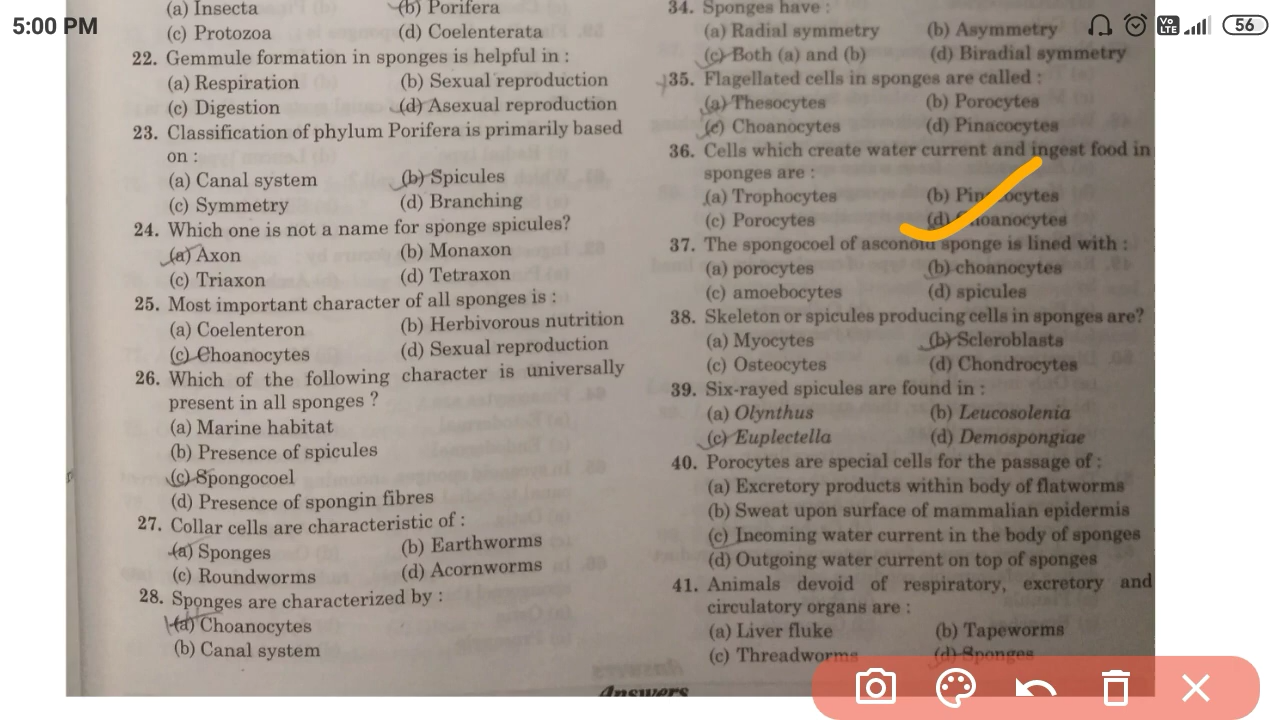 5:00 PM
Vo
LTE
56
(a) Insecta (b) Porifera
(c) Protozoa (d) Coelenterata
22. Gemmule formation in sponges is helpful in :
(a) Respiration (b) Sexual reproduction
(c) Digestion (d) Asexual reproduction
23. Classification of phylum Porifera is primarily based
on :
(a) Canal system (b) Spicules
(c) Symmetry (d) Branching
24. Which one is not a name for sponge spicules?
(a) Axon (b) Monaxon
(c) Triaxon (d) Tetraxon
25. Most important character of all sponges is :
(a) Coelenteron (b) Herbivorous nutrition
(c) Choanocytes (d) Sexual reproduction
26. Which of the following character is universally
present in all sponges ?
(a) Marine habitat
(b) Presence of spicules
(c) Spongocoel
(d) Presence of spongin fibres
27. Collar cells are characteristic of :
(a) Sponges (b) Earthworms
(c) Roundworms (d) Acornworms
28. Sponges are characterized by :
(a) Choanocytes
(b) Canal system
34. Sponges have :
(a) Radial symmetry (b) Asymmetry
(c) Both (a) and (b) (d) Biradial symmetry
35. Flagellated cells in sponges are called :
(a) Thesocytes (b) Porocytes
(c) Choanocytes (d) Pinacocytes
36. Cells which create water current and ingest food in
sponges are :
(a) Trophocytes (b) Pinacocytes
(c) Porocytes (d) Choanocytes
37. The spongocoel of asconoid sponge is lined with :
(a) porocytes (b) choanocytes
(c) amoebocytes (d) spicules
38. Skeleton or spicules producing cells in sponges are?
(a) Myocytes (b) Scleroblasts
(c) Osteocytes (d) Chondrocytes
39. Six-rayed spicules are found in :
(a) Olynthus (b) Leucosolenia
(c) Euplectella (d) Demospongiae
40. Porocytes are special cells for the passage of :
(a) Excretory products within body of flatworms
(b) Sweat upon surface of mammalian epidermis
(c) Incoming water current in the body of sponges
(d) Outgoing water current on top of sponges
41. Animals devoid of respiratory, excretory and
circulatory organs are :
(a) Liver fluke (b) Tapeworms
(c) Threadworms (d) Sponges
Answers